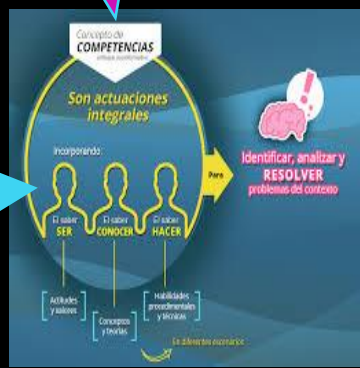 Concepto de
COMPETENCIAS
Son actuaciones
integrales
Incorporando:
El saber
SER
El saber
CONOCER
El saber
HACER
Para
Identificar, analizar y
RESOLVER
problemas del contexto
Actitudes
y valores
Conceptos
y teorías
Habilidades
procedimentales
y técnicas
En diferentes escenarios